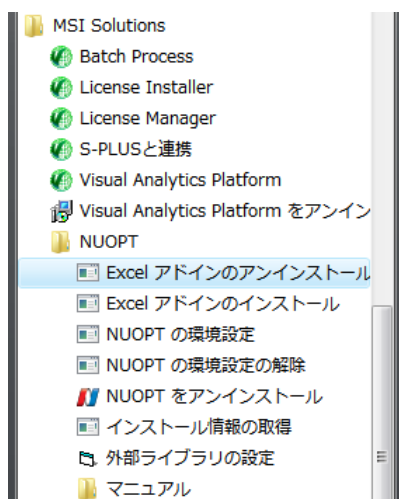 MSI Solutions
Batch Process
License Installer
License Manager
S-PLUSと連携
Visual Analytics Platform
Visual Analytics Platform をアンイン
NUOPT
Excel アドインのアンインストール
Excel アドインのインストール
NUOPT の環境設定
NUOPT の環境設定の解除
NUOPT をアンインストール
インストール情報の取得
外部ライブラリの設定
マニュアル